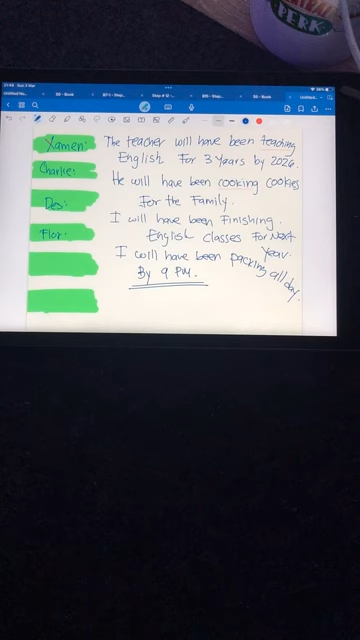 PERK
Xamen: The teacher will have been teaching
English For 3 Years by 2026.
Charlie: He will have been cooking cookies
For the Family.
Des: I will have been Finishing
English classes For Next
Year.
Flor: I will have been packing all day.
By 9 PM.